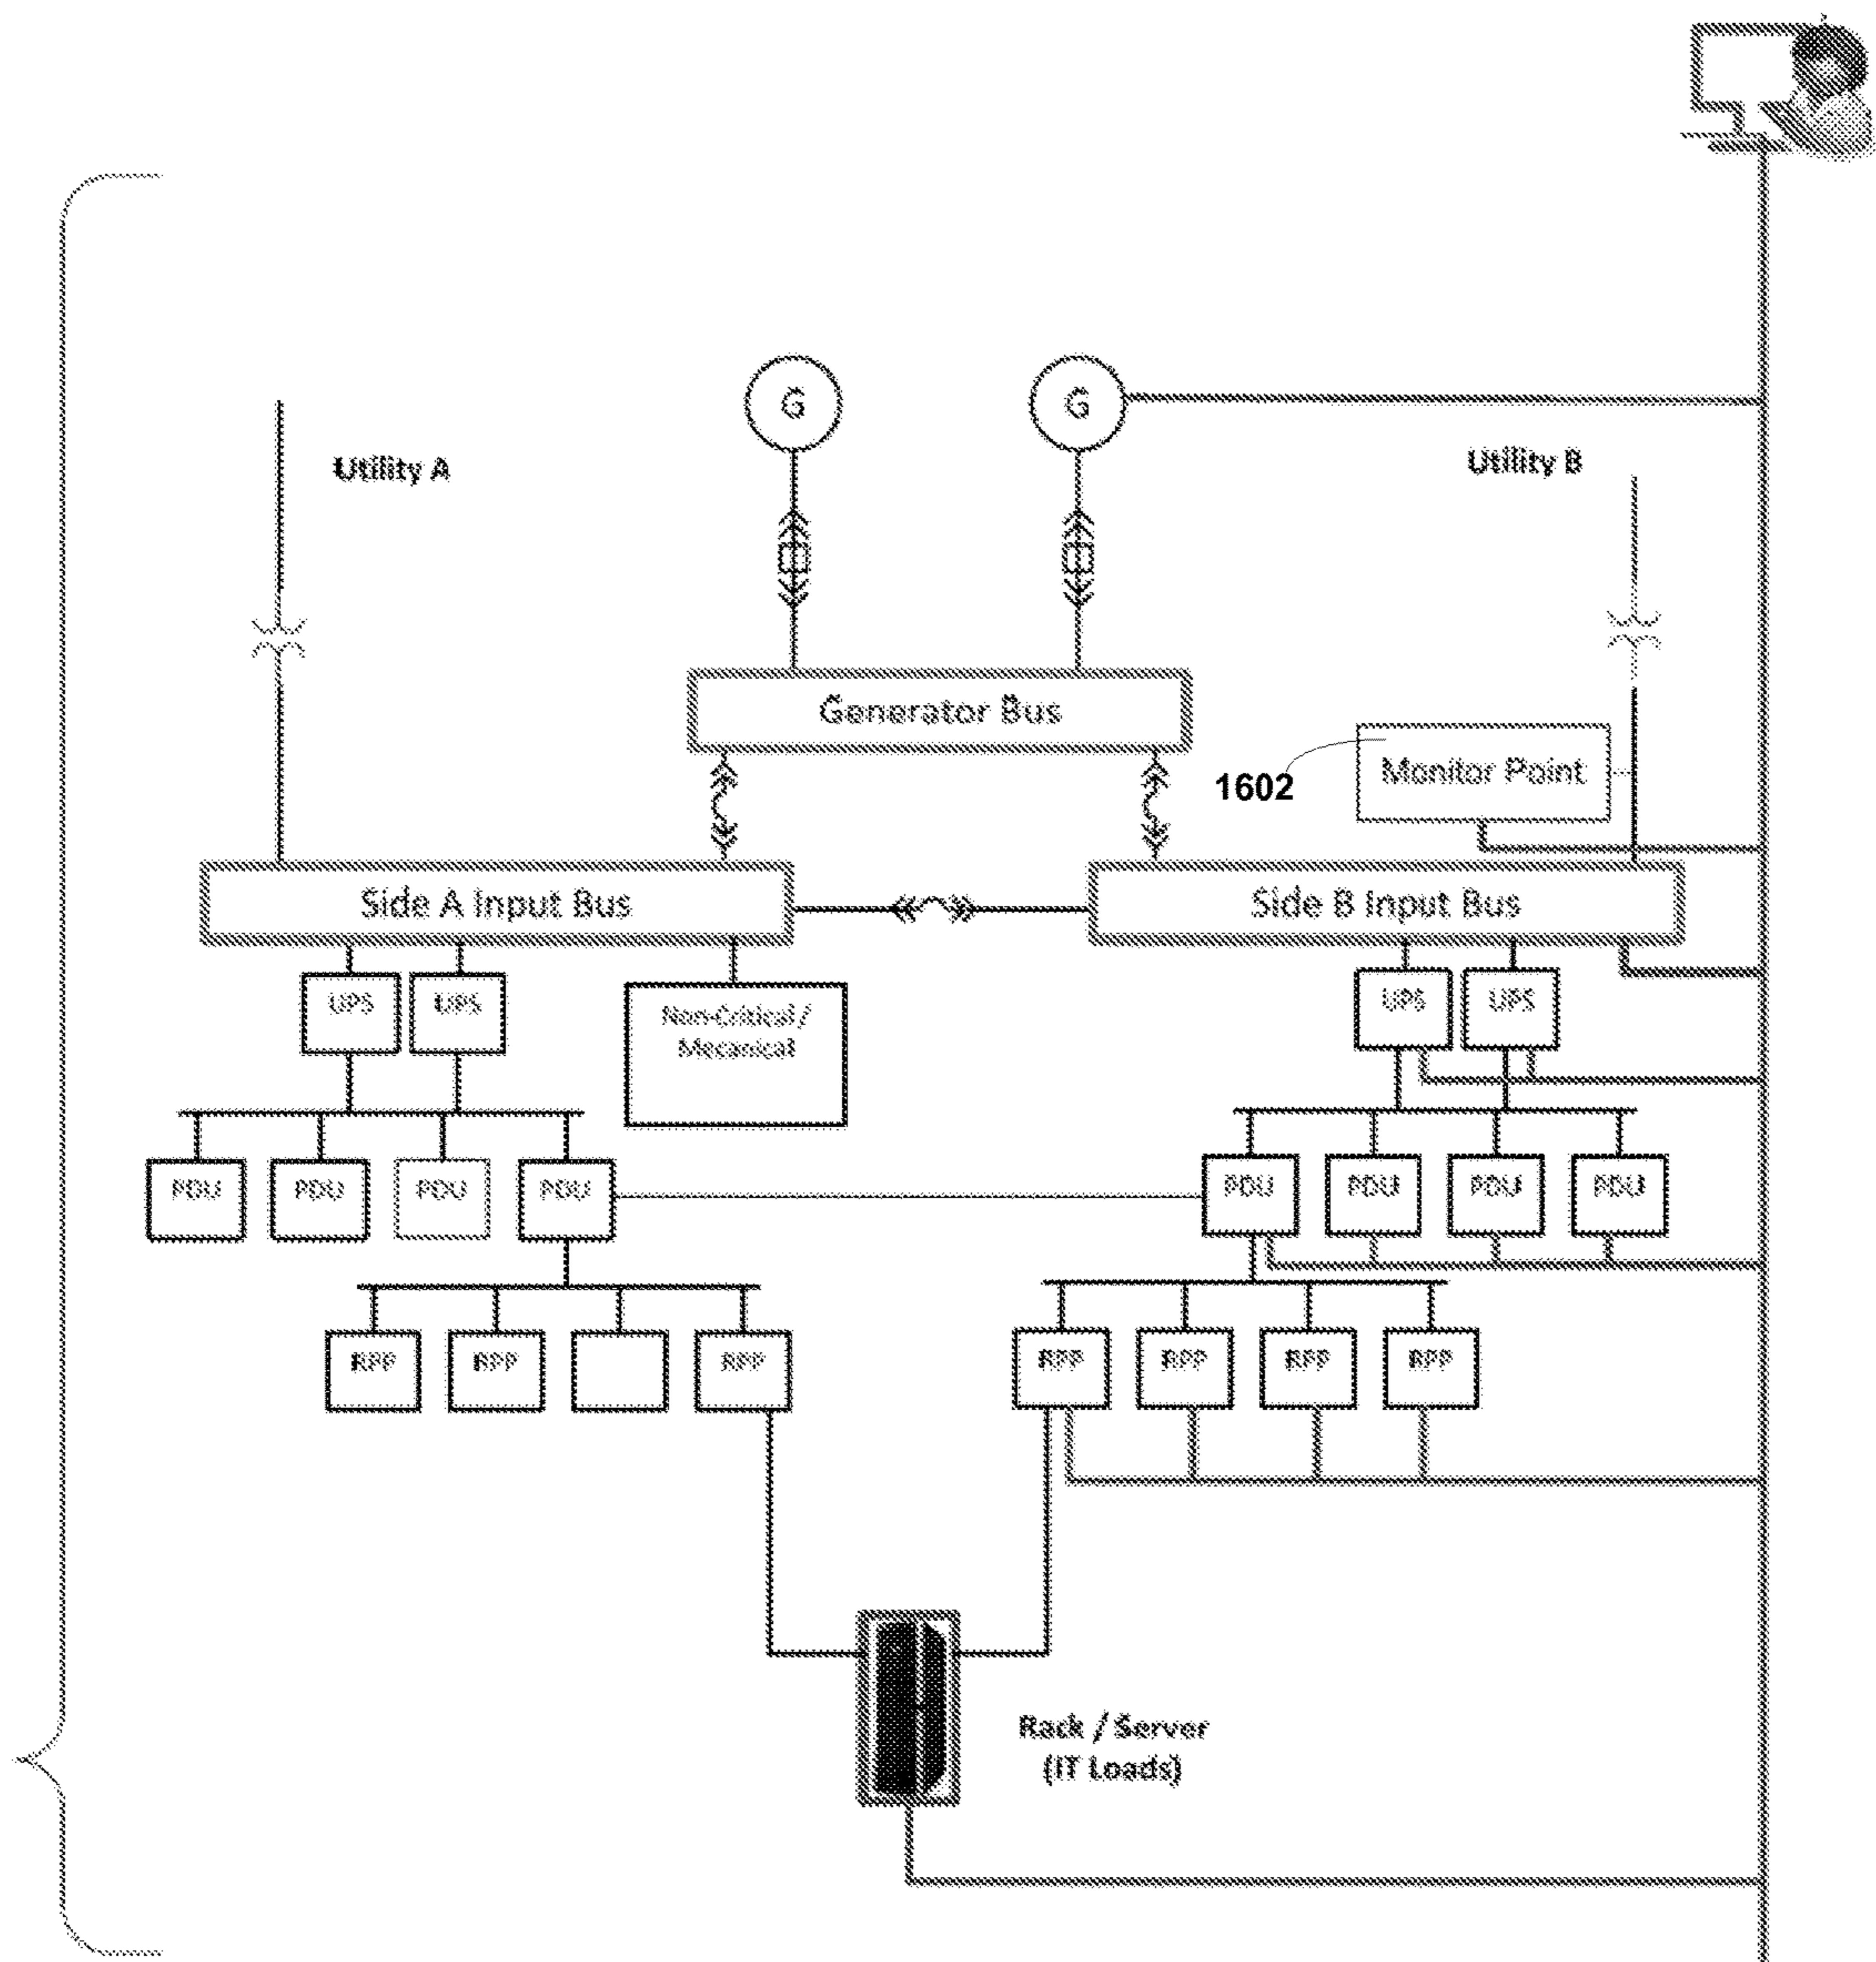 G
G
Utility A
Utility B
Generator Bus
1602
Monitor Point
Side A Input Bus
Side B Input Bus
UPS
UPS
Non-Critical /
Mecanical
UPS
UPS
PDU
PDU
PDU
PDU
PDU
PDU
PDU
PDU
RPP
RPP
RPP
RPP
RPP
RPP
RPP
Rack / Server
(IT Loads)